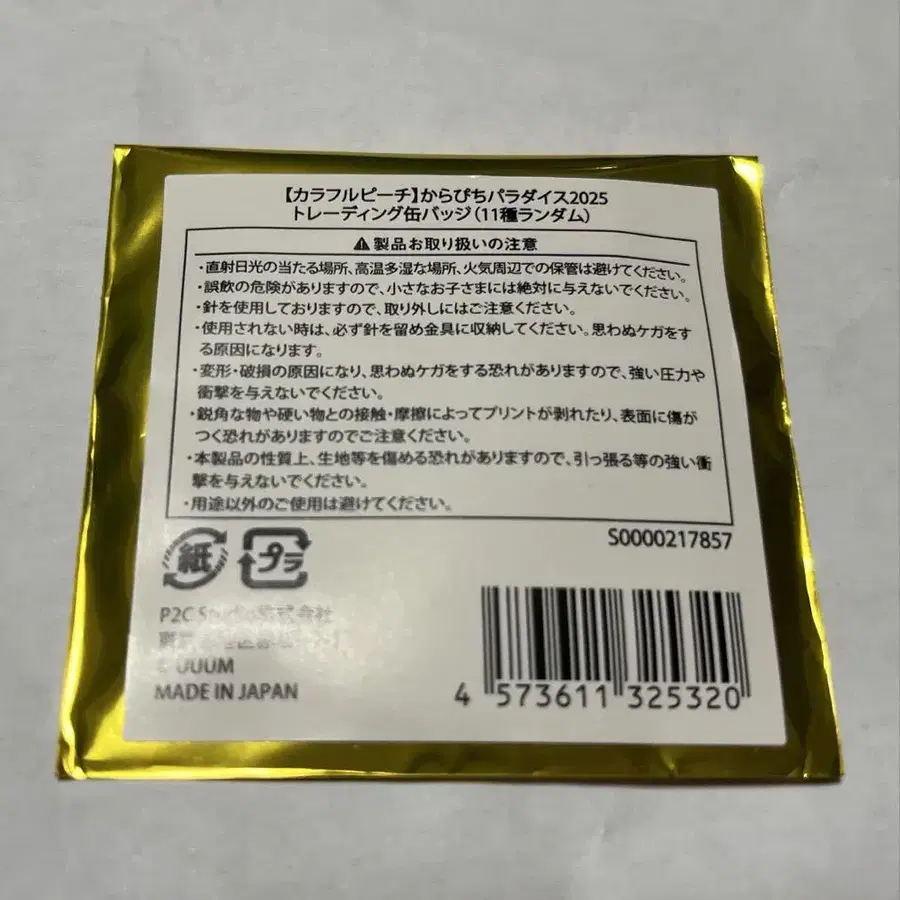 【カラフルピーチ】からぴちパラダイス2025
トレーディング缶バッジ(11種ランダム)
⚠製品お取り扱いの注意
・直射日光の当たる場所、高温多湿な場所、火気周辺での保管は避けてください。
・誤飲の危険がありますので、小さなお子さまには絶対に与えないでください。
・針を使用しておりますので、取り外しにはご注意ください。
・使用されない時は、必ず針を留め金具に収納してください。思わぬケガをす
る原因になります。
・変形・破損の原因になり、思わぬケガをする恐れがありますので、強い圧力や
衝撃を与えないでください。
・鋭角な物や硬い物との接触・摩擦によってプリントが剥れたり、表面に傷が
つく恐れがありますのでご注意ください。
・本製品の性質上、生地等を傷める恐れがありますので、引っ張る等の強い衝
撃を与えないでください。
・用途以外のご使用は避けてください。
S0000217857
紙 プラ
P2C 株式会社
UUUM
MADE IN JAPAN
4 573611 325320